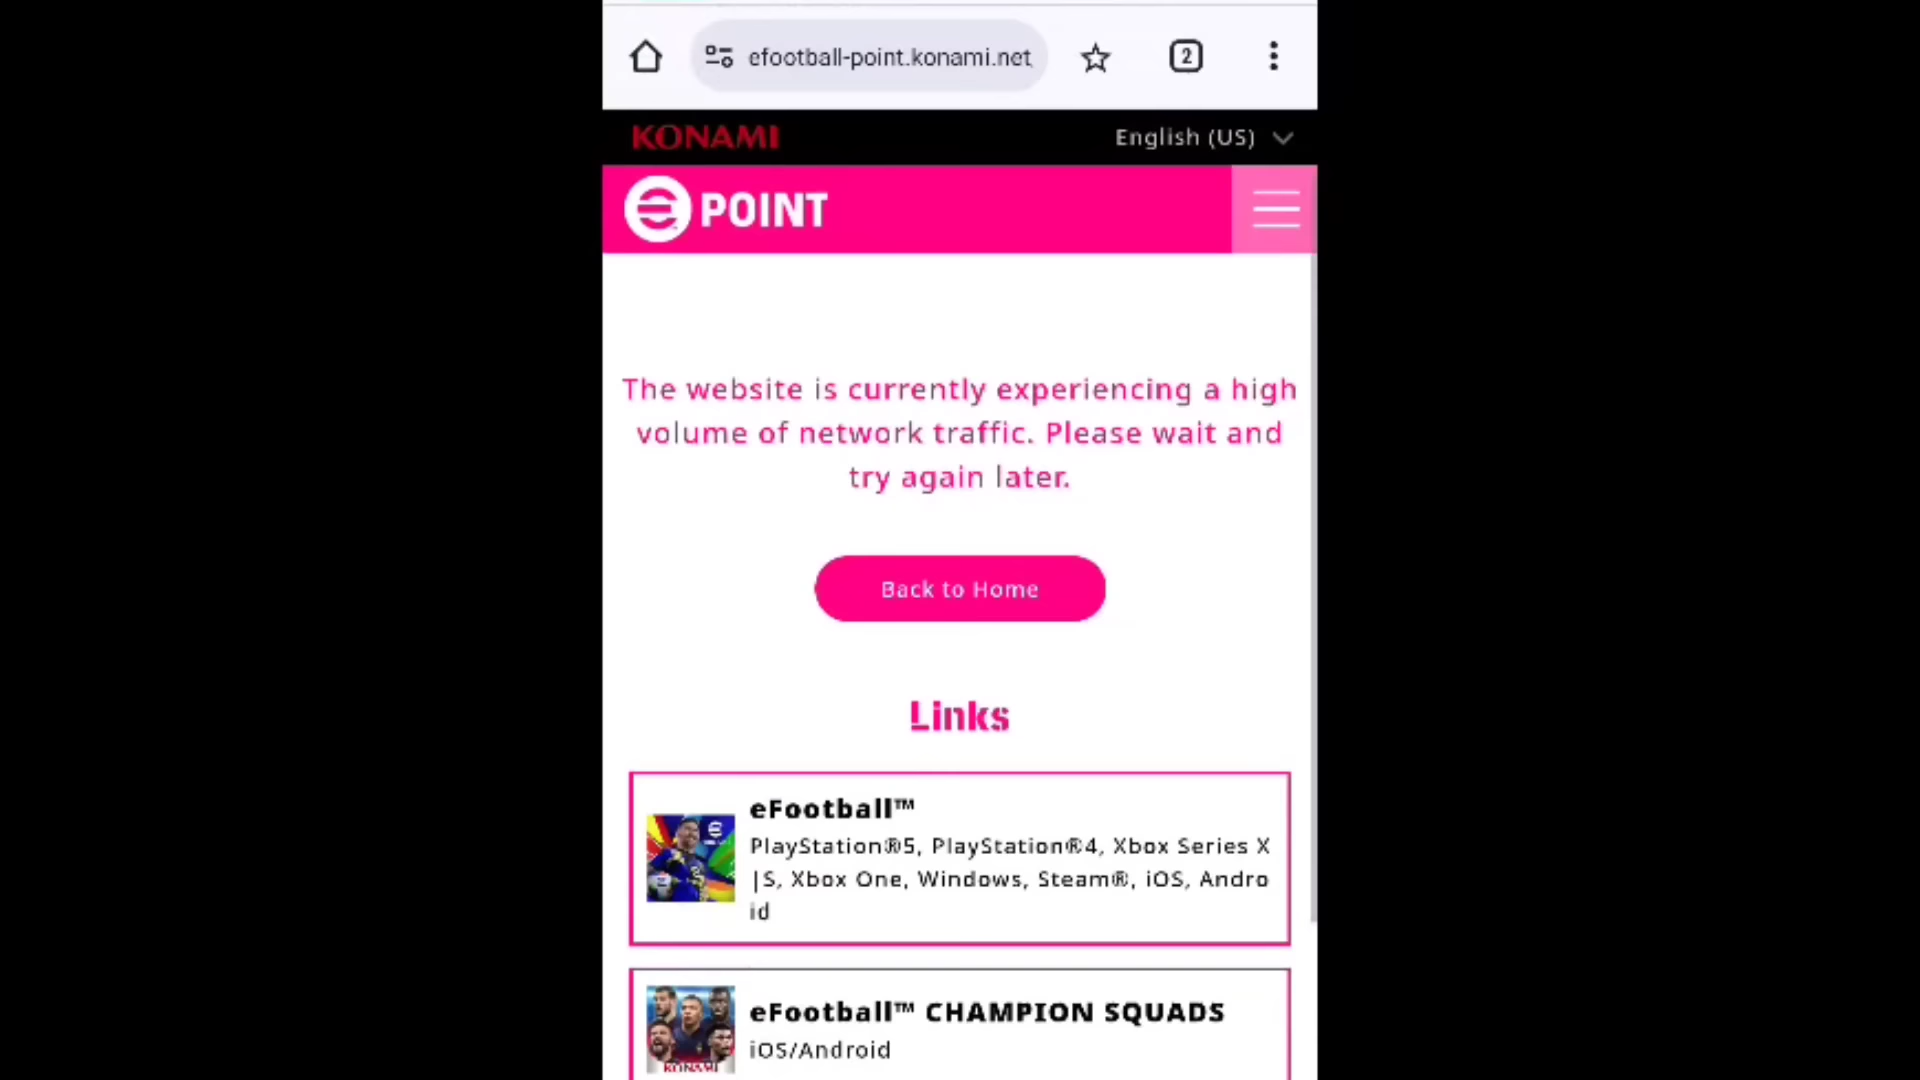 efootball-point.konami.net
2
KONAMI
English (US)
POINT
The website is currently experiencing a high
volume of network traffic. Please wait and
try again later.
Back to Home
Links
eFootball™
PlayStation®5, PlayStation®4, Xbox Series X
|S, Xbox One, Windows, Steam®, iOS, Andro
id
eFootball™ CHAMPION SQUADS
iOS/Android
KONAMI